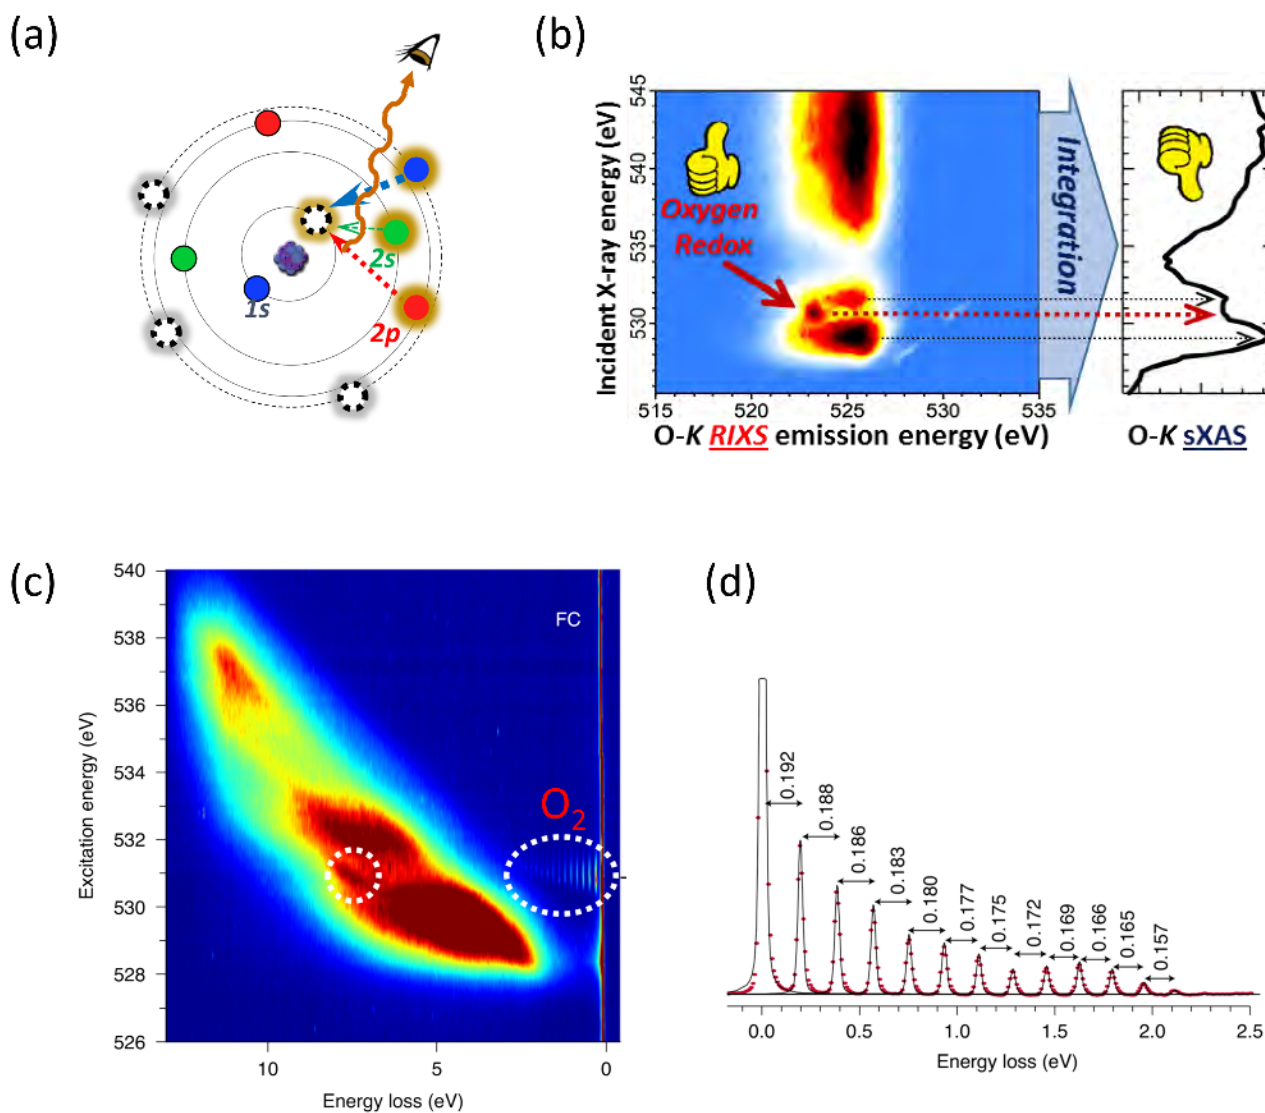 (a)
1s
2s
2p
(b)
Incident X-ray energy (eV)
545
540
535
530
Oxygen
Redox
515
520
525
530
535
O-K RIXS emission energy (eV)
Integration
O-K sXAS
(c)
Excitation energy (eV)
540
538
536
534
532
530
528
526
FC
O2
10
5
0
Energy loss (eV)
(d)
0.192
0.188
0.186
0.183
0.180
0.177
0.175
0.172
0.169
0.166
0.165
0.157
0.0
0.5
1.0
1.5
2.0
2.5
Energy loss (eV)